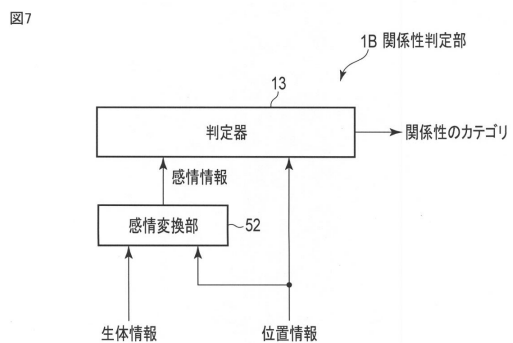 図7
1B 関係性判定部
13
判定器
関係性のカテゴリ
感情情報
感情変換部
52
生体情報
位置情報